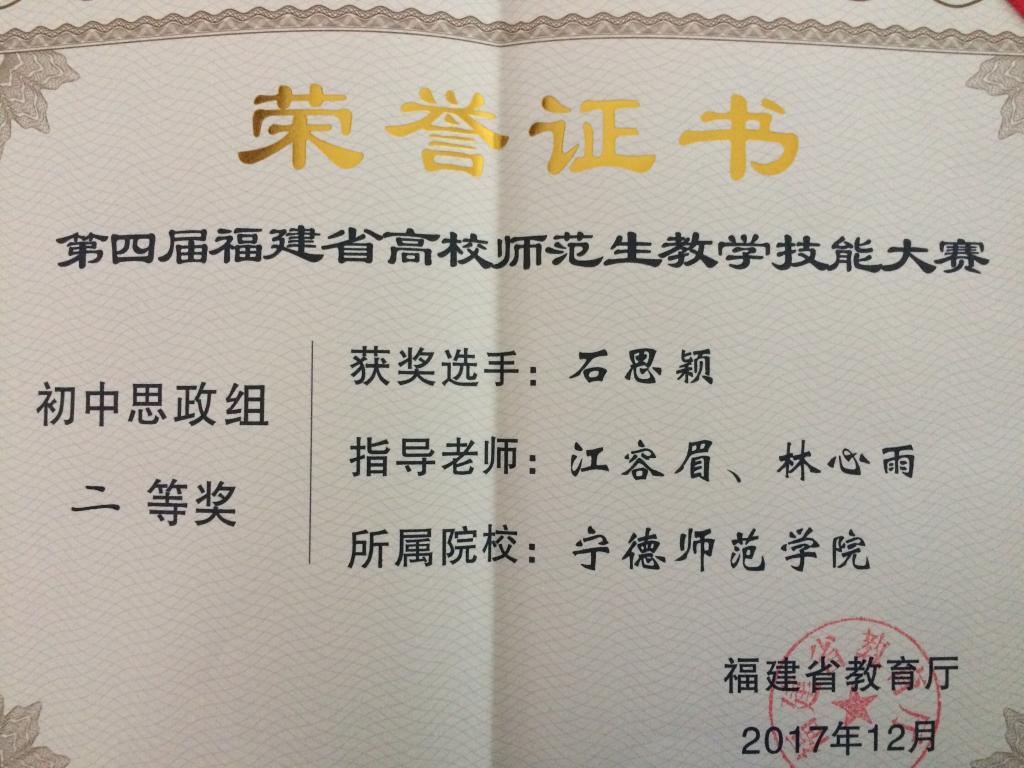 荣誉证书
第四届福建省高校师范生教学技能大赛
初中思政组
二 等奖
获奖选手：石思颖
指导老师：江容眉、林心雨
所属院校：宁德师范学院
福建省教育厅
2017年12月